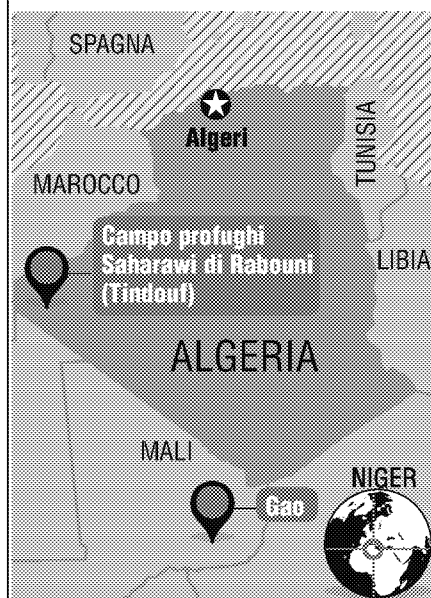 SPAGNA
Algeri
TUNISIA
MAROCCO
Campo profughi
Saharawi di Rabouni
(Tindouf)
LIBIA
ALGERIA
MALI
NIGER
Gao